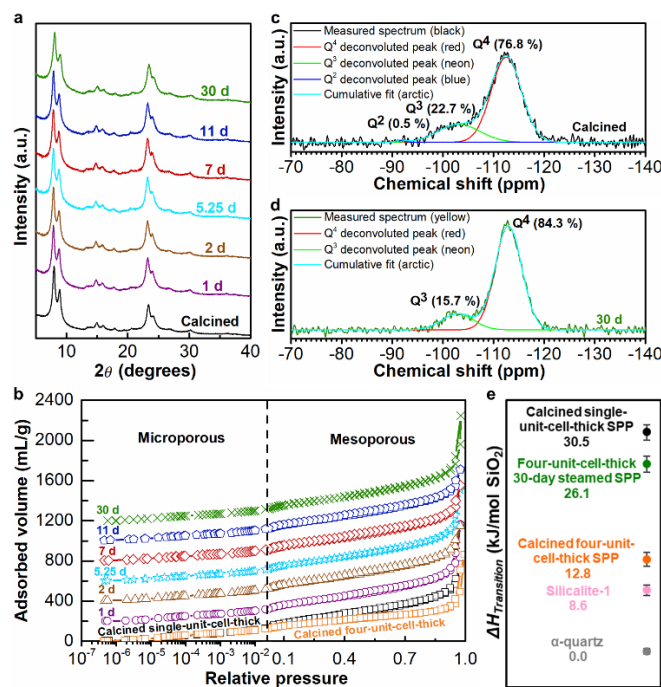 a
Intensity (a.u.)
30 d
11 d
7 d
5.25 d
2 d
1 d
Calcined
10 20 30 40
2θ (degrees)
c
Intensity (a.u.)
Measured spectrum (black)
Q⁴ deconvoluted peak (red)
Q³ deconvoluted peak (neon)
Q² deconvoluted peak (blue)
Cumulative fit (arctic)
Q⁴ (76.8 %)
Q³ (22.7 %)
Q² (0.5 %)
Calcined
-70 -80 -90 -100 -110 -120 -130 -140
Chemical shift (ppm)
d
Intensity (a.u.)
Measured spectrum (yellow)
Q⁴ deconvoluted peak (red)
Q³ deconvoluted peak (neon)
Cumulative fit (arctic)
Q⁴ (84.3 %)
Q³ (15.7 %)
30 d
-70 -80 -90 -100 -110 -120 -130 -140
Chemical shift (ppm)
b
Adsorbed volume (mL/g)
2400
2000
1600
1200
800
400
0
Microporous
Mesoporous
30 d
11 d
7 d
5.25 d
2 d
1 d
Calcined single-unit-cell-thick
Calcined four-unit-cell-thick
10⁻⁷ 10⁻⁶ 10⁻⁵ 10⁻⁴ 10⁻³ 10⁻² 0.1 0.4 0.7 1.0
Relative pressure
e
ΔH_Transition (kJ/mol SiO₂)
Calcined single-
unit-cell-thick SPP
30.5
Four-unit-cell-thick
30-day steamed SPP
26.1
Calcined four-unit-
cell-thick SPP
12.8
Silicalite-1
8.6
α-quartz
0.0